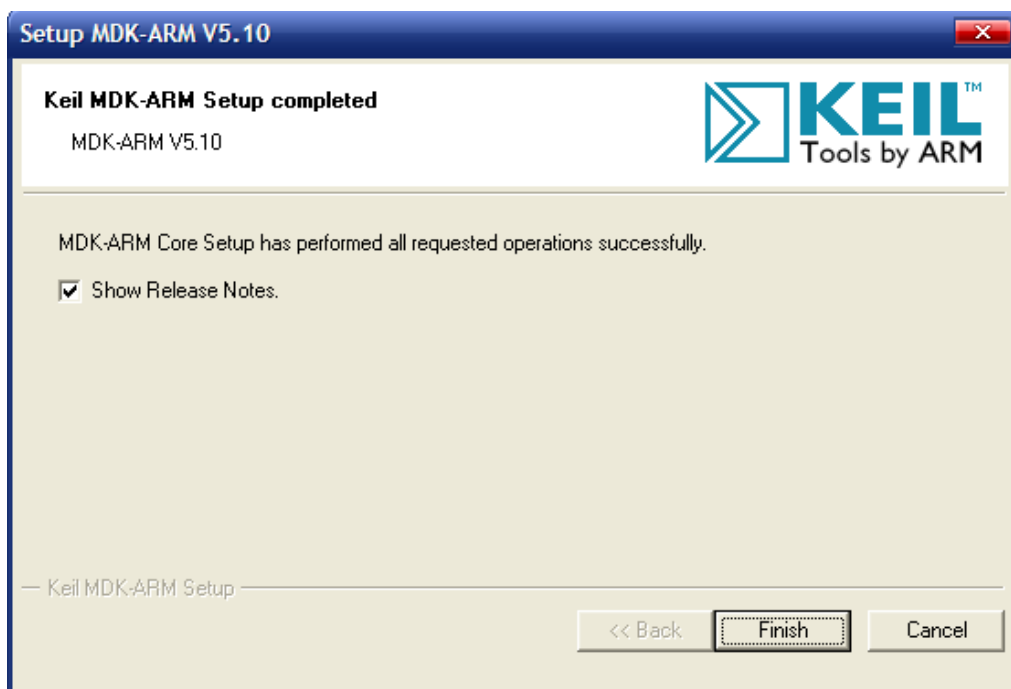 Setup MDK-ARM V5.10
Keil MDK-ARM Setup completed
MDK-ARM V5.10
KEIL™
Tools by ARM
MDK-ARM Core Setup has performed all requested operations successfully.
Show Release Notes.
Keil MDK-ARM Setup
<< Back
Finish
Cancel